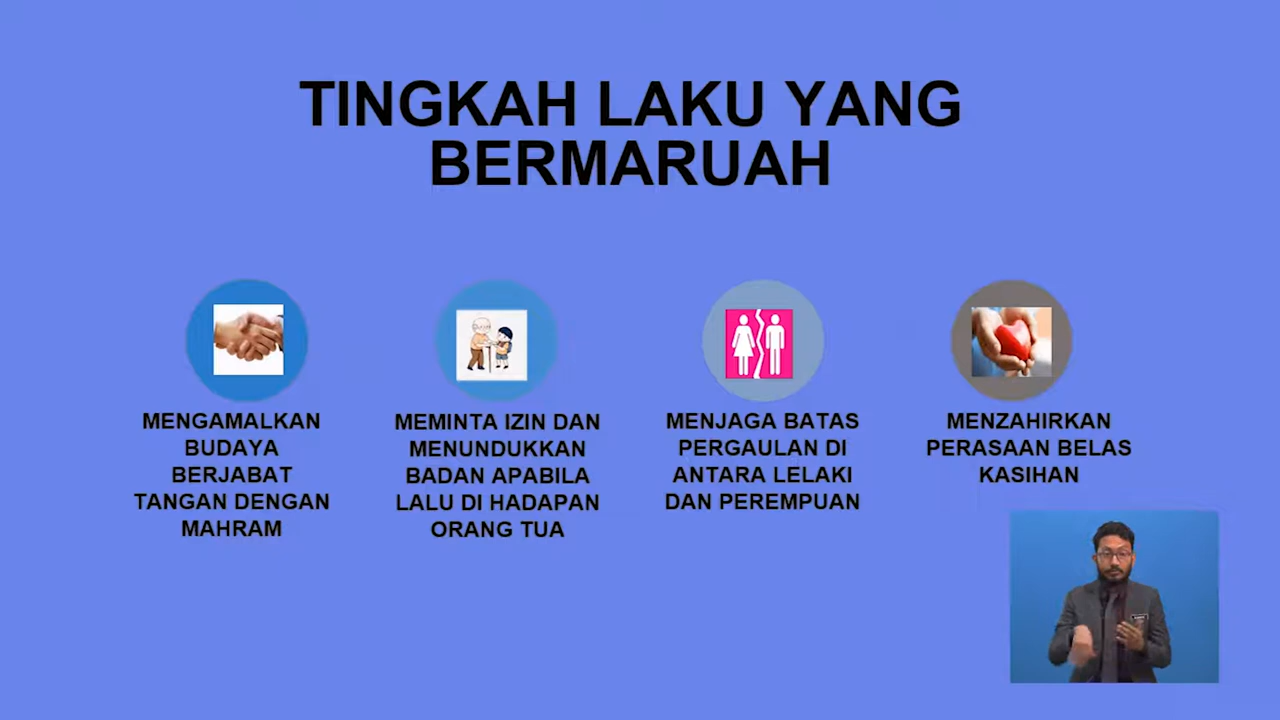 TINGKAH LAKU YANG
BERMARUAH
MENGAMALKAN
BUDAYA
BERJABAT
TANGAN DENGAN
MAHRAM
MEMINTA IZIN DAN
MENUNDUKKAN
BADAN APABILA
LALU DI HADAPAN
ORANG TUA
MENJAGA BATAS
PERGAULAN DI
ANTARA LELAKI
DAN PEREMPUAN
MENZAHIRKAN
PERASAAN BELAS
KASIHAN